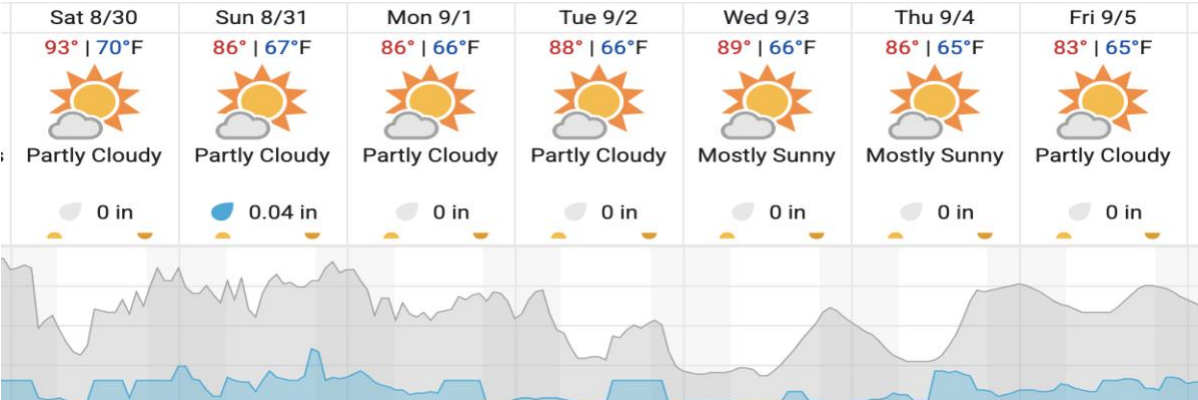 Sat 8/30 Sun 8/31 Mon 9/1 Tue 9/2 Wed 9/3 Thu 9/4 Fri 9/5
93° | 70°F 86° | 67°F 86° | 66°F 88° | 66°F 89° | 66°F 86° | 65°F 83° | 65°F
Partly Cloudy Partly Cloudy Partly Cloudy Partly Cloudy Mostly Sunny Mostly Sunny Partly Cloudy
0 in 0.04 in 0 in 0 in 0 in 0 in 0 in